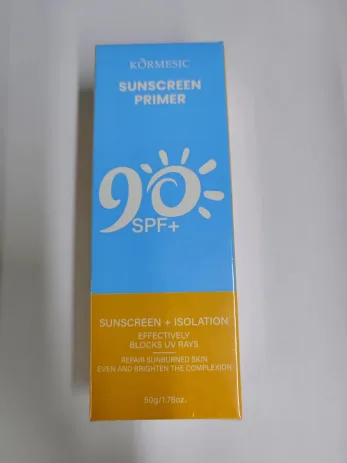 KÖRMESIC
SUNSCREEN
PRIMER
90
SPF+
SUNSCREEN + ISOLATION
EFFECTIVELY
BLOCKS UV RAYS
REPAIR SUNBURNED SKIN
EVEN AND BRIGHTEN THE COMPLEXION
50g/1.76oz.